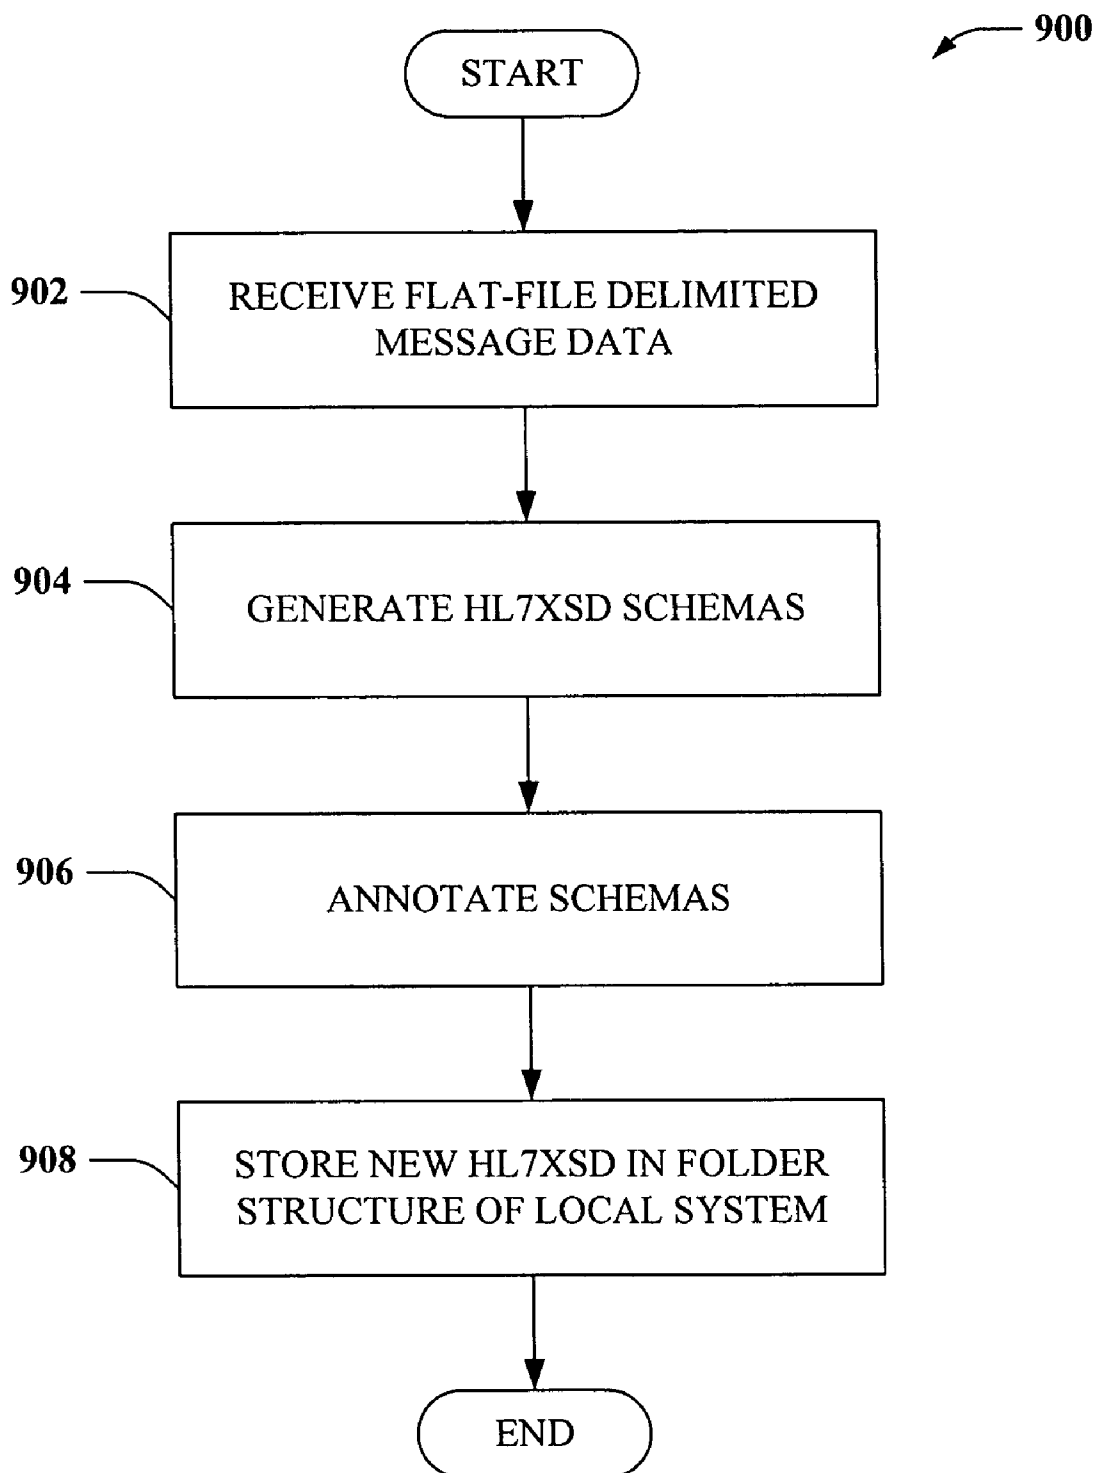 900
START
902
RECEIVE FLAT-FILE DELIMITED
MESSAGE DATA
904
GENERATE HL7XSD SCHEMAS
906
ANNOTATE SCHEMAS
908
STORE NEW HL7XSD IN FOLDER
STRUCTURE OF LOCAL SYSTEM
END